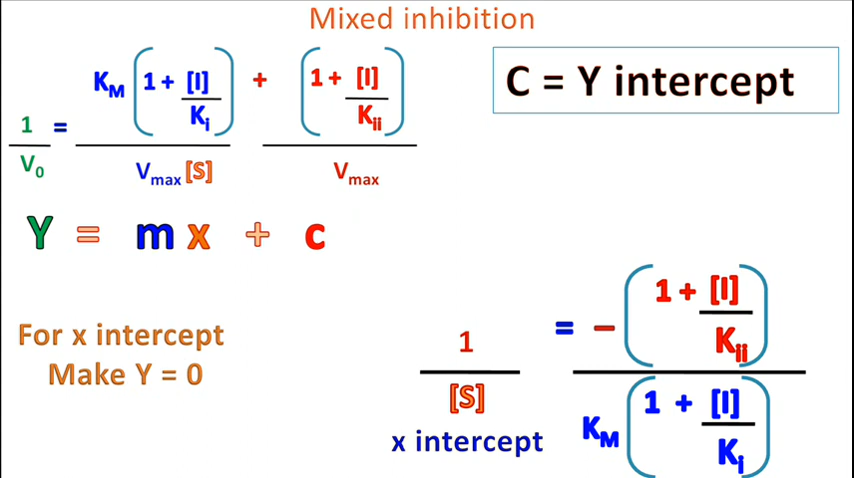 Mixed inhibition
1/V₀ = K_M (1 + [I]/K_i) / V_max [S] + (1 + [I]/K_ii) / V_max
C = Y intercept
Y = m x + c
For x intercept
Make Y = 0
1/[S] = – (1 + [I]/K_ii) / K_M (1 + [I]/K_i)
x intercept